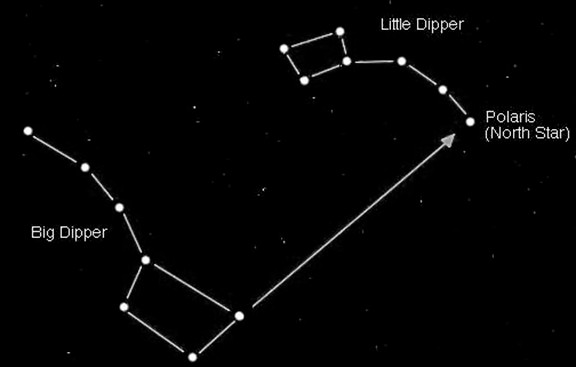 Little Dipper
Polaris
(North Star)
Big Dipper